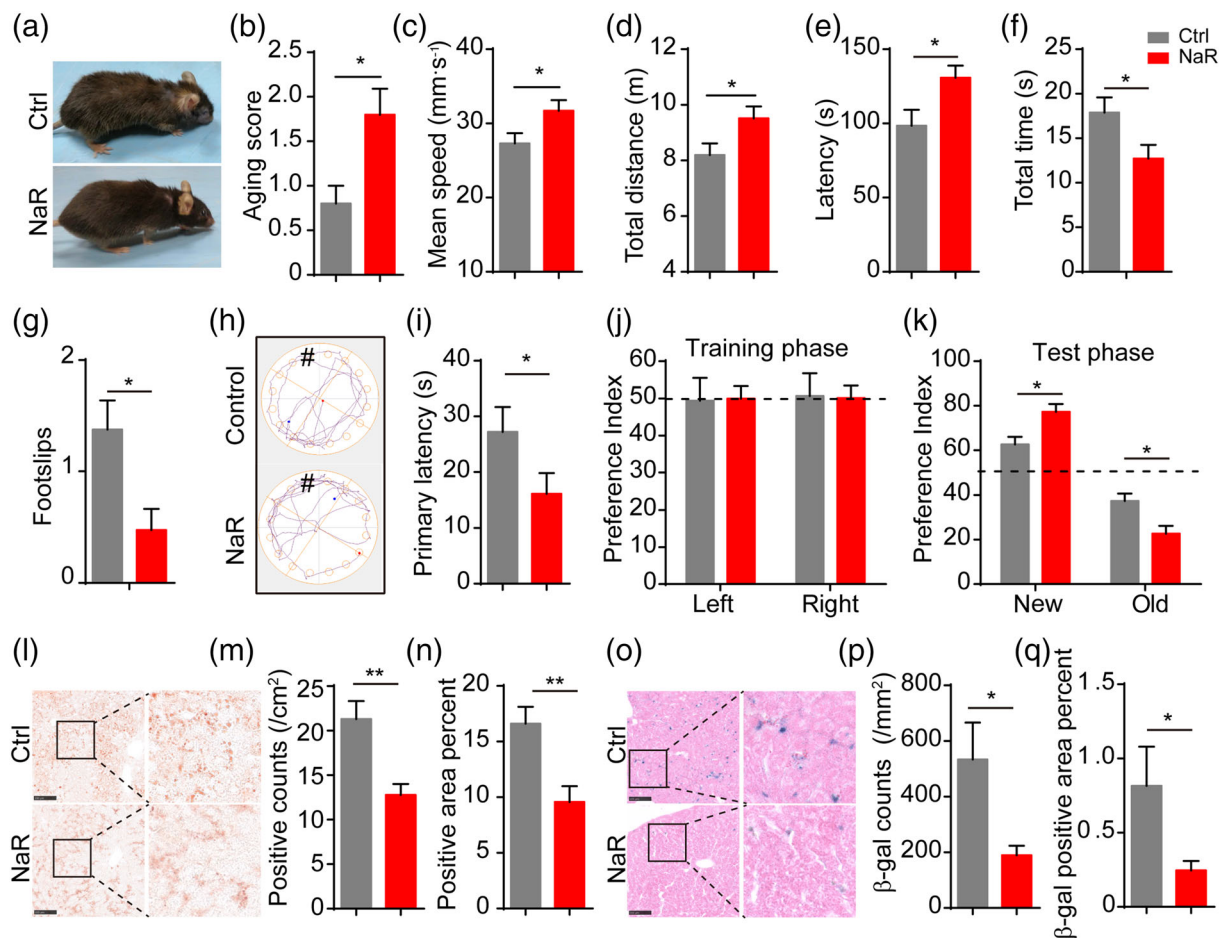 (a)
Ctrl
NaR
(b)
Aging score
2.5
2.0
1.5
1.0
0.5
0
*
(c)
Mean speed (mm·s⁻¹)
40
30
20
10
*
(d)
Total distance (m)
12
10
8
6
4
*
(e)
Latency (s)
150
100
50
0
*
(f)
Total time (s)
25
20
15
10
5
0
*
Ctrl
NaR
(g)
Footslips
2
1
0
*
(h)
Control
NaR
#
#
(i)
Primary latency (s)
40
30
20
10
0
*
(j)
Training phase
Preference Index
60
50
40
30
20
10
0
Left
Right
(k)
Test phase
Preference Index
100
80
60
40
20
0
*
*
New
Old
(l)
Ctrl
NaR
(m)
Positive counts (/cm²)
25
20
15
10
5
0
**
(n)
Positive area percent
20
15
10
5
0
**
(o)
Ctrl
NaR
(p)
β-gal counts (/mm²)
800
600
400
200
0
*
(q)
β-gal positive area percent
1.5
1.0
0.5
0
*